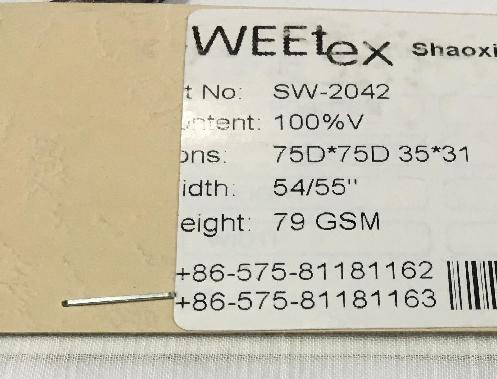 WEEtex Shaoxi
t No: SW-2042
ontent: 100%V
ons: 75D*75D 35*31
idth: 54/55"
eight: 79 GSM
+86-575-81181162
+86-575-81181163